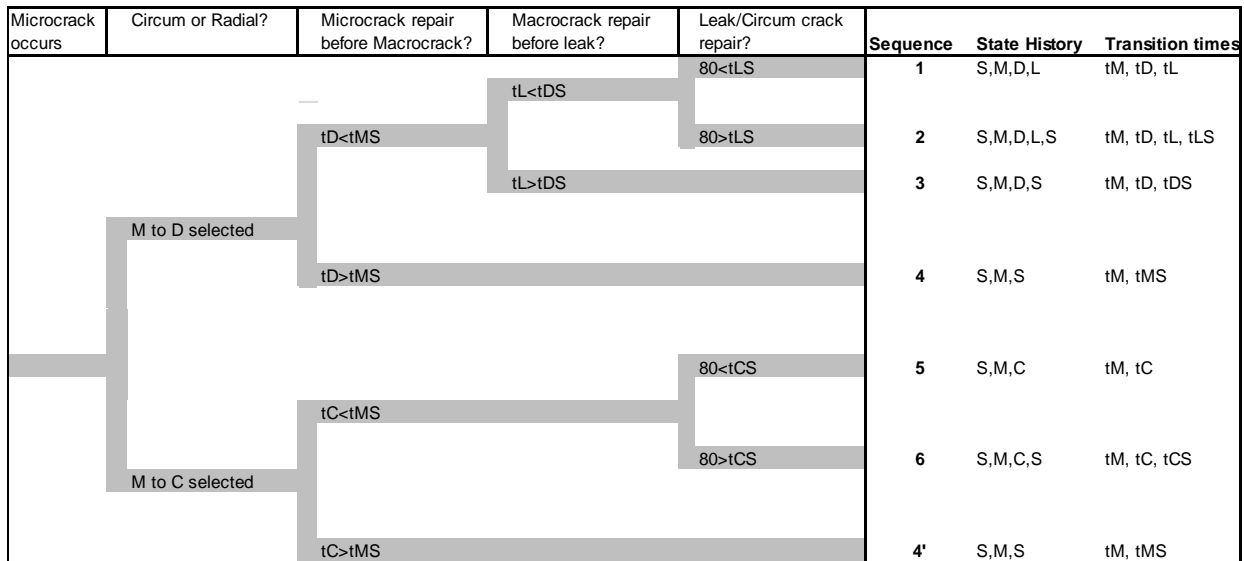 Microcrack occurs
Circum or Radial?
Microcrack repair before Macrocrack?
Macrocrack repair before leak?
Leak/Circum crack repair?
Sequence State History Transition times
80<tLS 1 S,M,D,L tM, tD, tL
tL<tDS
tD<tMS 80>tLS 2 S,M,D,L,S tM, tD, tL, tLS
tL>tDS 3 S,M,D,S tM, tD, tDS
M to D selected
tD>tMS 4 S,M,S tM, tMS
80<tCS 5 S,M,C tM, tC
tC<tMS
80>tCS 6 S,M,C,S tM, tC, tCS
M to C selected
tC>tMS 4' S,M,S tM, tMS